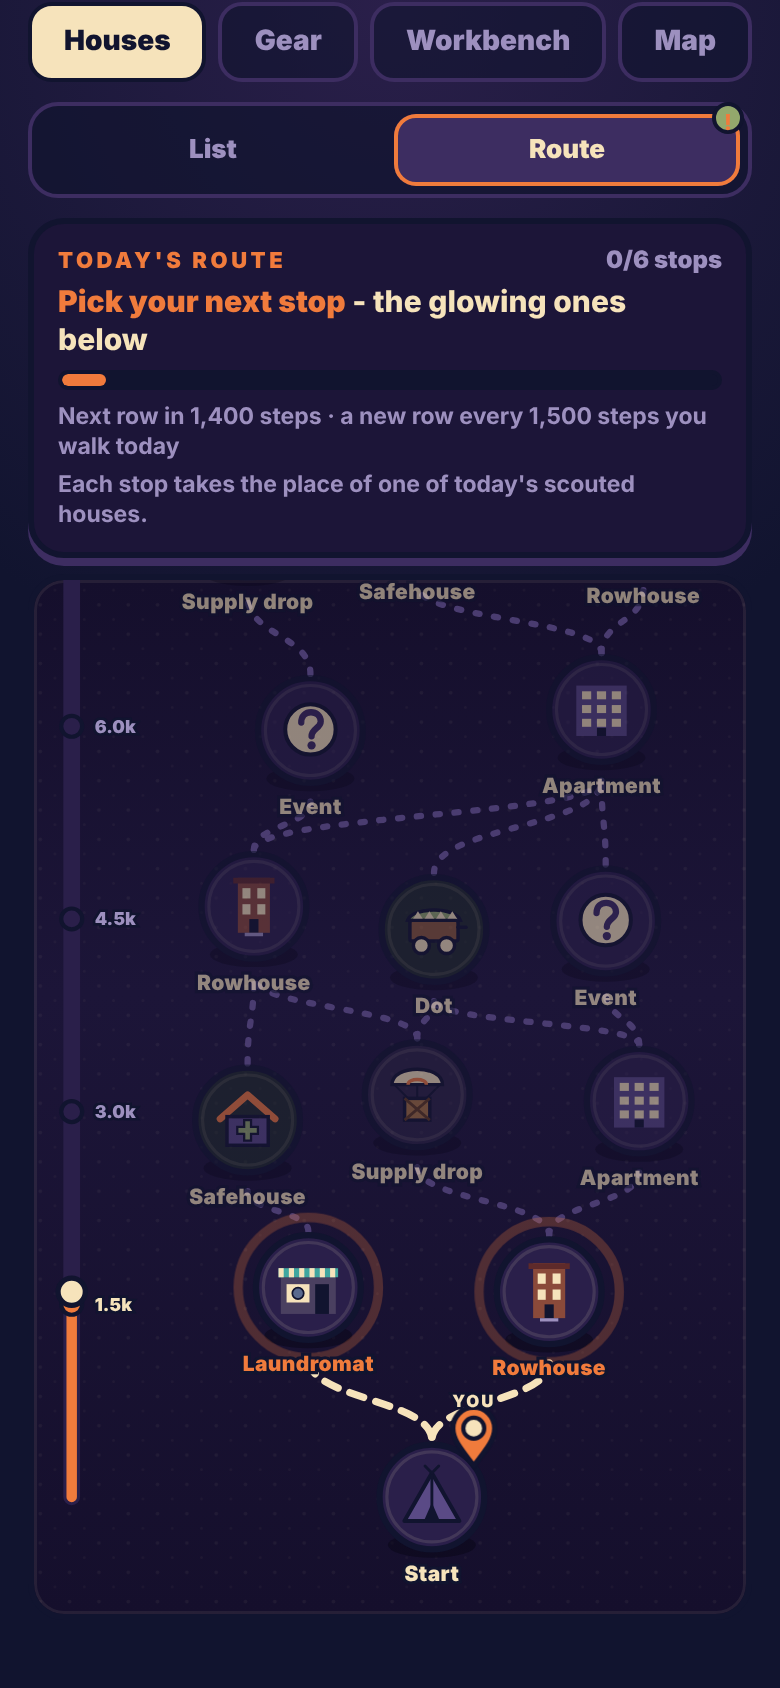 Houses
Gear
Workbench
Map
List
Route
!
TODAY'S ROUTE
0/6 stops
Pick your next stop - the glowing ones
below
Next row in 1,400 steps · a new row every 1,500 steps you
walk today
Each stop takes the place of one of today's scouted
houses.
Supply drop
Safehouse
Rowhouse
6.0k
?
Event
Apartment
4.5k
?
Rowhouse
Dot
Event
3.0k
Safehouse
Supply drop
Apartment
1.5k
Laundromat
Rowhouse
YOU
Start